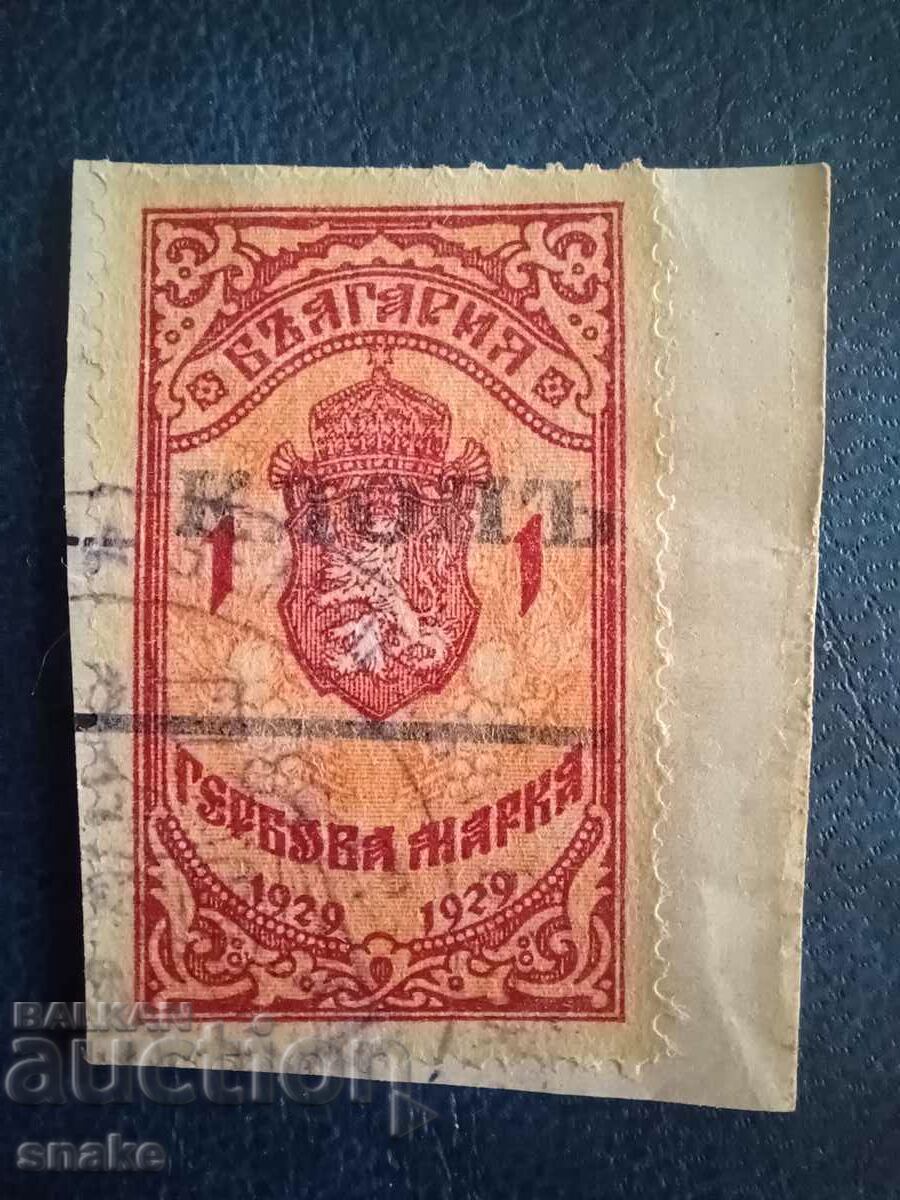 БЪЛГАРИЯ
1 1
ГЕРБОВА МАРКА
1929 1929
BALKAN
auction
snake